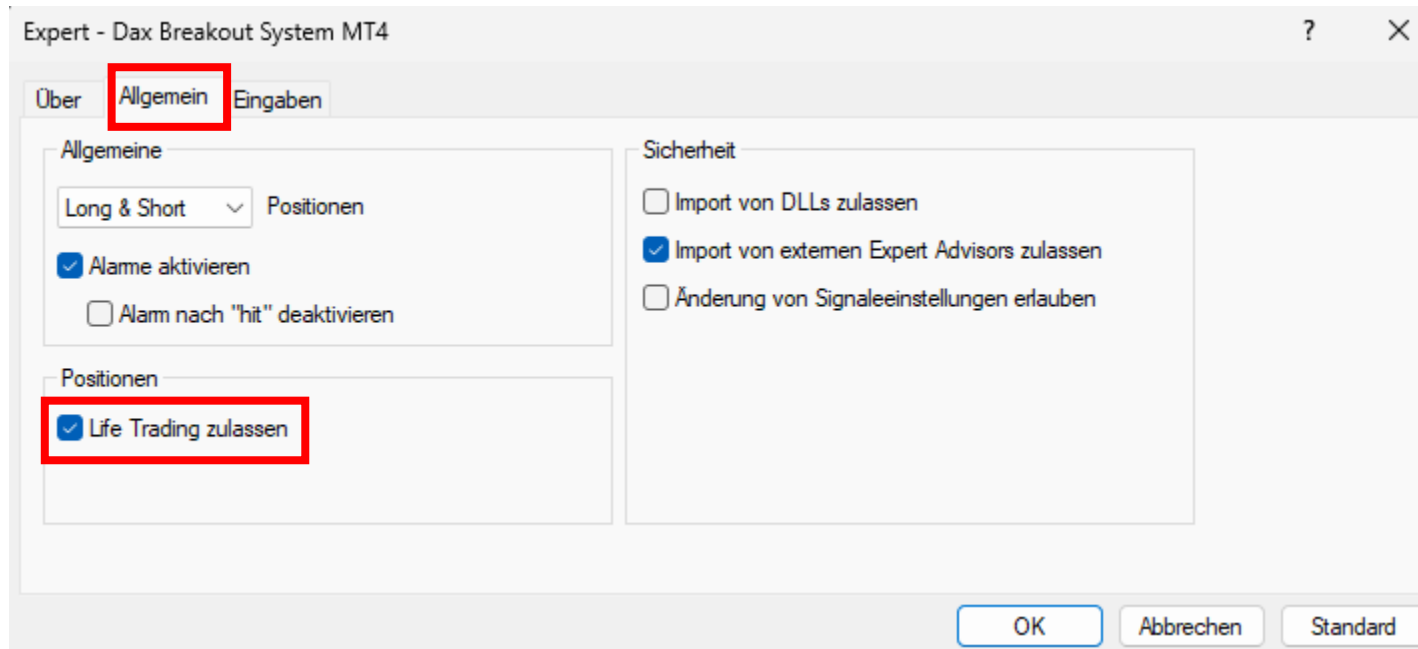 Expert - Dax Breakout System MT4
?
Über
Allgemein
Eingaben
Allgemeine
Long & Short
Positionen
Alarme aktivieren
Alarm nach "hit" deaktivieren
Positionen
Life Trading zulassen
Sicherheit
Import von DLLs zulassen
Import von externen Expert Advisors zulassen
Änderung von Signaleeinstellungen erlauben
OK
Abbrechen
Standard